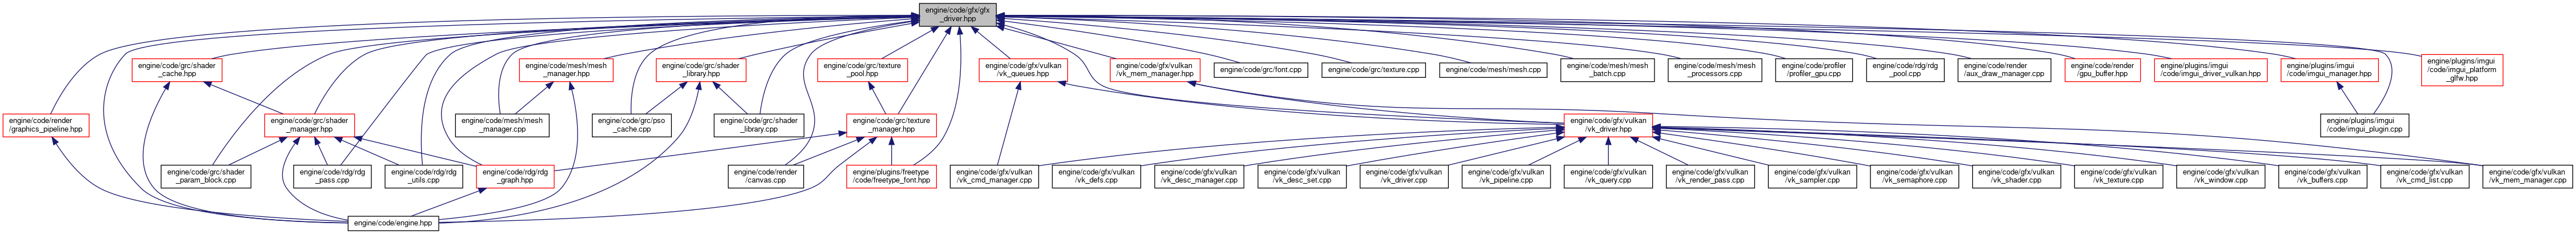 engine/code/gfx/gfx
_driver.hpp
engine/code/grc/shader
_cache.hpp
engine/code/mesh/mesh
_manager.hpp
engine/code/grc/shader
_library.hpp
engine/code/grc/texture
_pool.hpp
engine/code/gfx/vulkan
/vk_queues.hpp
engine/code/gfx/vulkan
/vk_mem_manager.hpp
engine/code/grc/font.cpp
engine/code/grc/texture.cpp
engine/code/mesh/mesh.cpp
engine/code/mesh/mesh
_batch.cpp
engine/code/mesh/mesh
_processors.cpp
engine/code/profiler
/profiler_gpu.cpp
engine/code/rdg/rdg
_pool.cpp
engine/code/render
/aux_draw_manager.cpp
engine/code/render
/gpu_buffer.hpp
engine/plugins/imgui
/code/imgui_driver_vulkan.hpp
engine/plugins/imgui
/code/imgui_manager.hpp
engine/plugins/imgui
/code/imgui_platform
_glfw.hpp
engine/code/render
/graphics_pipeline.hpp
engine/code/grc/shader
_manager.hpp
engine/code/mesh/mesh
_manager.cpp
engine/code/grc/pso
_cache.cpp
engine/code/grc/shader
_library.cpp
engine/code/grc/texture
_manager.hpp
engine/code/gfx/vulkan
/vk_driver.hpp
engine/plugins/imgui
/code/imgui_plugin.cpp
engine/code/grc/shader
_param_block.cpp
engine/code/rdg/rdg
_pass.cpp
engine/code/rdg/rdg
_utils.cpp
engine/code/rdg/rdg
_graph.hpp
engine/code/render
/canvas.cpp
engine/plugins/freetype
/code/freetype_font.hpp
engine/code/gfx/vulkan
/vk_cmd_manager.cpp
engine/code/gfx/vulkan
/vk_defs.cpp
engine/code/gfx/vulkan
/vk_desc_manager.cpp
engine/code/gfx/vulkan
/vk_desc_set.cpp
engine/code/gfx/vulkan
/vk_driver.cpp
engine/code/gfx/vulkan
/vk_pipeline.cpp
engine/code/gfx/vulkan
/vk_query.cpp
engine/code/gfx/vulkan
/vk_render_pass.cpp
engine/code/gfx/vulkan
/vk_sampler.cpp
engine/code/gfx/vulkan
/vk_semaphore.cpp
engine/code/gfx/vulkan
/vk_shader.cpp
engine/code/gfx/vulkan
/vk_texture.cpp
engine/code/gfx/vulkan
/vk_window.cpp
engine/code/gfx/vulkan
/vk_buffers.cpp
engine/code/gfx/vulkan
/vk_cmd_list.cpp
engine/code/gfx/vulkan
/vk_mem_manager.cpp
engine/code/engine.hpp